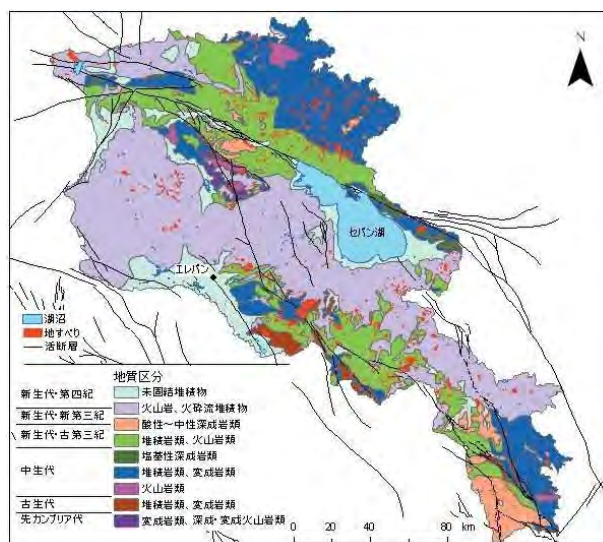 N
セバン湖
エレバン
湖沼
地すべり
活断層
地質区分
新生代・第四紀
未固結堆積物
新生代・新第三紀
火山岩、火砕流堆積物
新生代・古第三紀
酸性～中性深成岩類
堆積岩類、火山岩類
中生代
塩基性深成岩類
堆積岩類、変成岩類
火山岩類
古生代
堆積岩類、変成岩類
先カンブリア代
変成岩類、深成・変成火山岩類
0 20 40 60 80 km